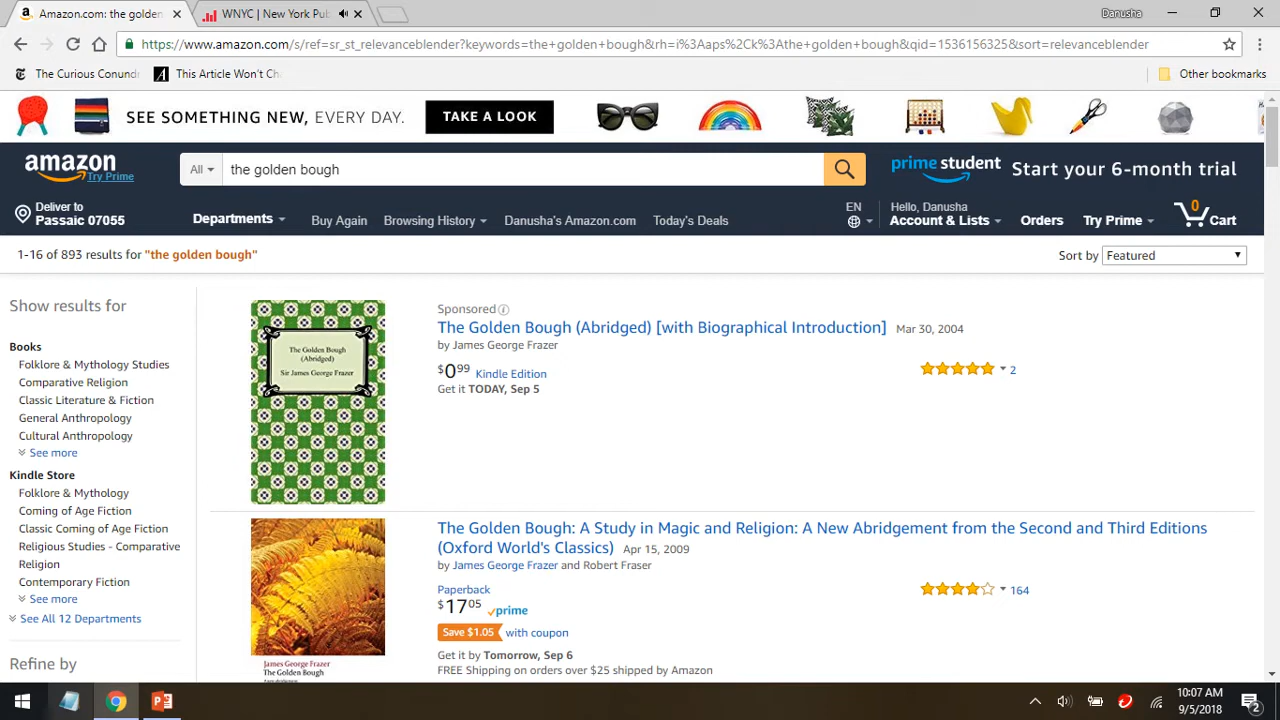 Amazon.com: the golden
WNYC | New York Pub
Danusha
https://www.amazon.com/s/ref=sr_st_relevanceblender?keywords=the+golden+bough&rh=i%3Aaps%2Ck%3Athe+golden+bough&qid=1536156325&sort=relevanceblender
The Curious Conund
This Article Won't Ch
Other bookmarks
SEE SOMETHING NEW, EVERY DAY.
TAKE A LOOK
amazon
Try Prime
All
the golden bough
prime student
Start your 6-month trial
Deliver to
Passaic 07055
Departments
Buy Again
Browsing History
Danusha's Amazon.com
Today's Deals
EN
Hello, Danusha
Account & Lists
Orders
Try Prime
0
Cart
1-16 of 893 results for "the golden bough"
Sort by
Featured
Show results for
Books
Folklore & Mythology Studies
Comparative Religion
Classic Literature & Fiction
General Anthropology
Cultural Anthropology
See more
Kindle Store
Folklore & Mythology
Coming of Age Fiction
Classic Coming of Age Fiction
Religious Studies - Comparative
Religion
Contemporary Fiction
See more
See All 12 Departments
Refine by
The Golden Bough
(Abridged)
Sir James George Frazer
Sponsored
The Golden Bough (Abridged) [with Biographical Introduction] Mar 30, 2004
by James George Frazer
$0.99 Kindle Edition
Get it TODAY, Sep 5
2
James George Frazer
The Golden Bough
The Golden Bough: A Study in Magic and Religion: A New Abridgement from the Second and Third Editions
(Oxford World's Classics) Apr 15, 2009
by James George Frazer and Robert Fraser
Paperback
$17.05 prime
Save $1.05 with coupon
Get it by Tomorrow, Sep 6
FREE Shipping on orders over $25 shipped by Amazon
164
10:07 AM
9/5/2018
2